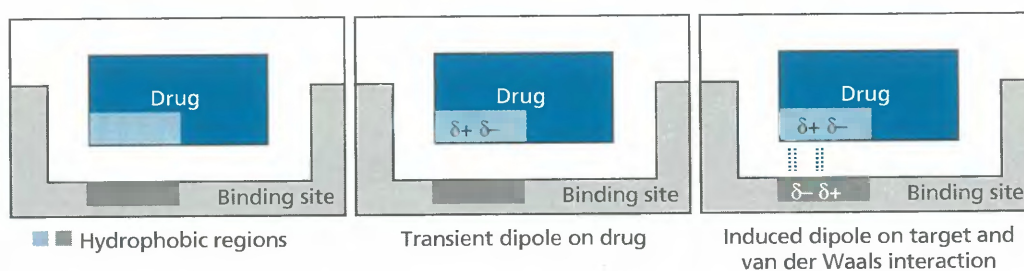 Drug
Binding site
Hydrophobic regions
Drug
δ+ δ–
Binding site
Transient dipole on drug
Drug
δ+ δ–
δ– δ+
Binding site
Induced dipole on target and
van der Waals interaction